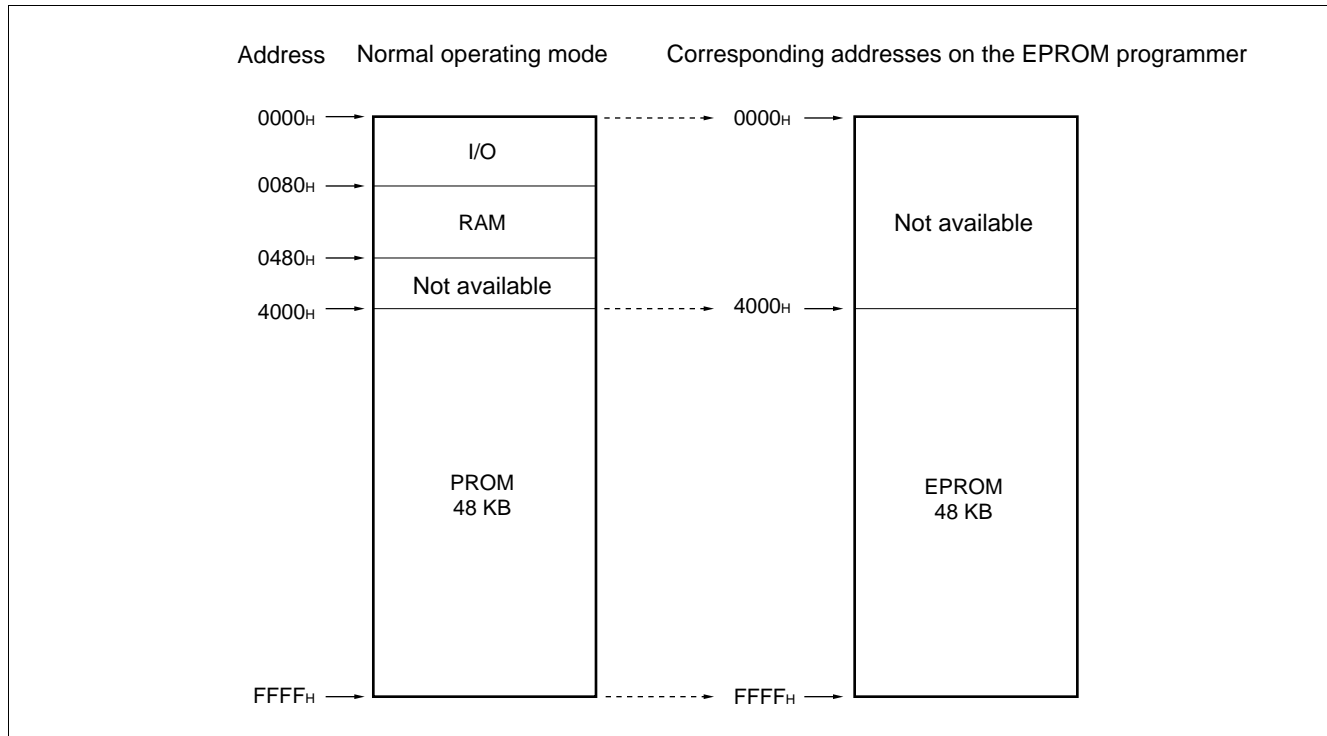 Address Normal operating mode Corresponding addresses on the EPROM programmer
0000H 0000H
I/O
0080H
RAM Not available
0480H
Not available
4000H 4000H
PROM EPROM
48 KB 48 KB
FFFFH FFFFH